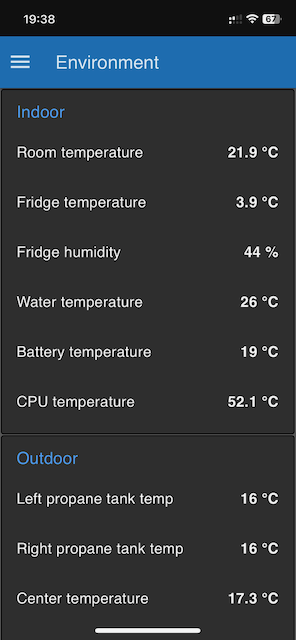 19:38
67
Environment
Indoor
Room temperature 21.9 °C
Fridge temperature 3.9 °C
Fridge humidity 44 %
Water temperature 26 °C
Battery temperature 19 °C
CPU temperature 52.1 °C
Outdoor
Left propane tank temp 16 °C
Right propane tank temp 16 °C
Center temperature 17.3 °C